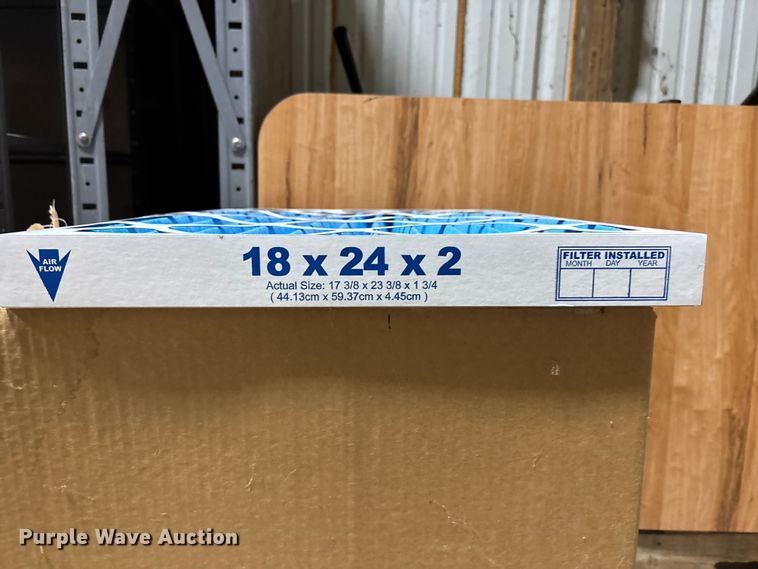 AIR
FLOW
18 x 24 x 2
Actual Size: 17 3/8 x 23 3/8 x 1 3/4
( 44.13cm x 59.37cm x 4.45cm )
FILTER INSTALLED
MONTH DAY YEAR
Purple Wave Auction